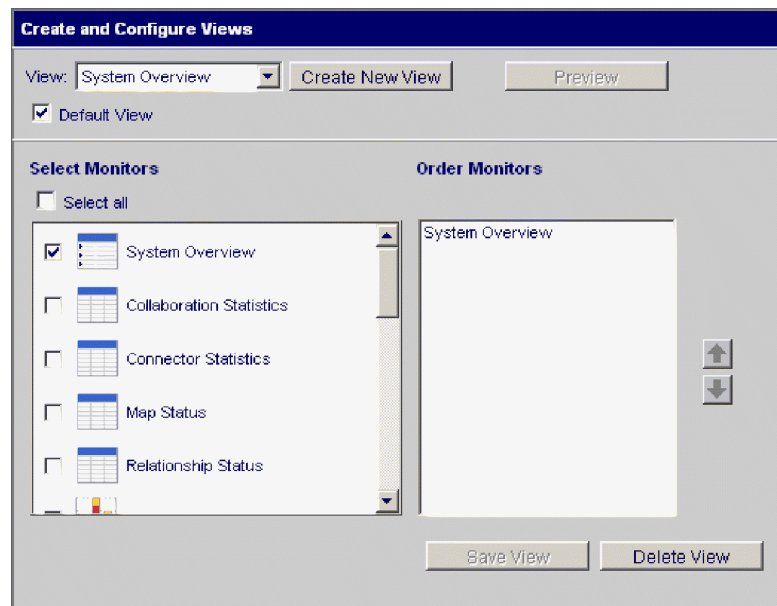 Create and Configure Views
View: System Overview Create New View Preview
Default View
Select Monitors Order Monitors
Select all
System Overview System Overview
Collaboration Statistics
Connector Statistics
Map Status
Relationship Status
Save View Delete View